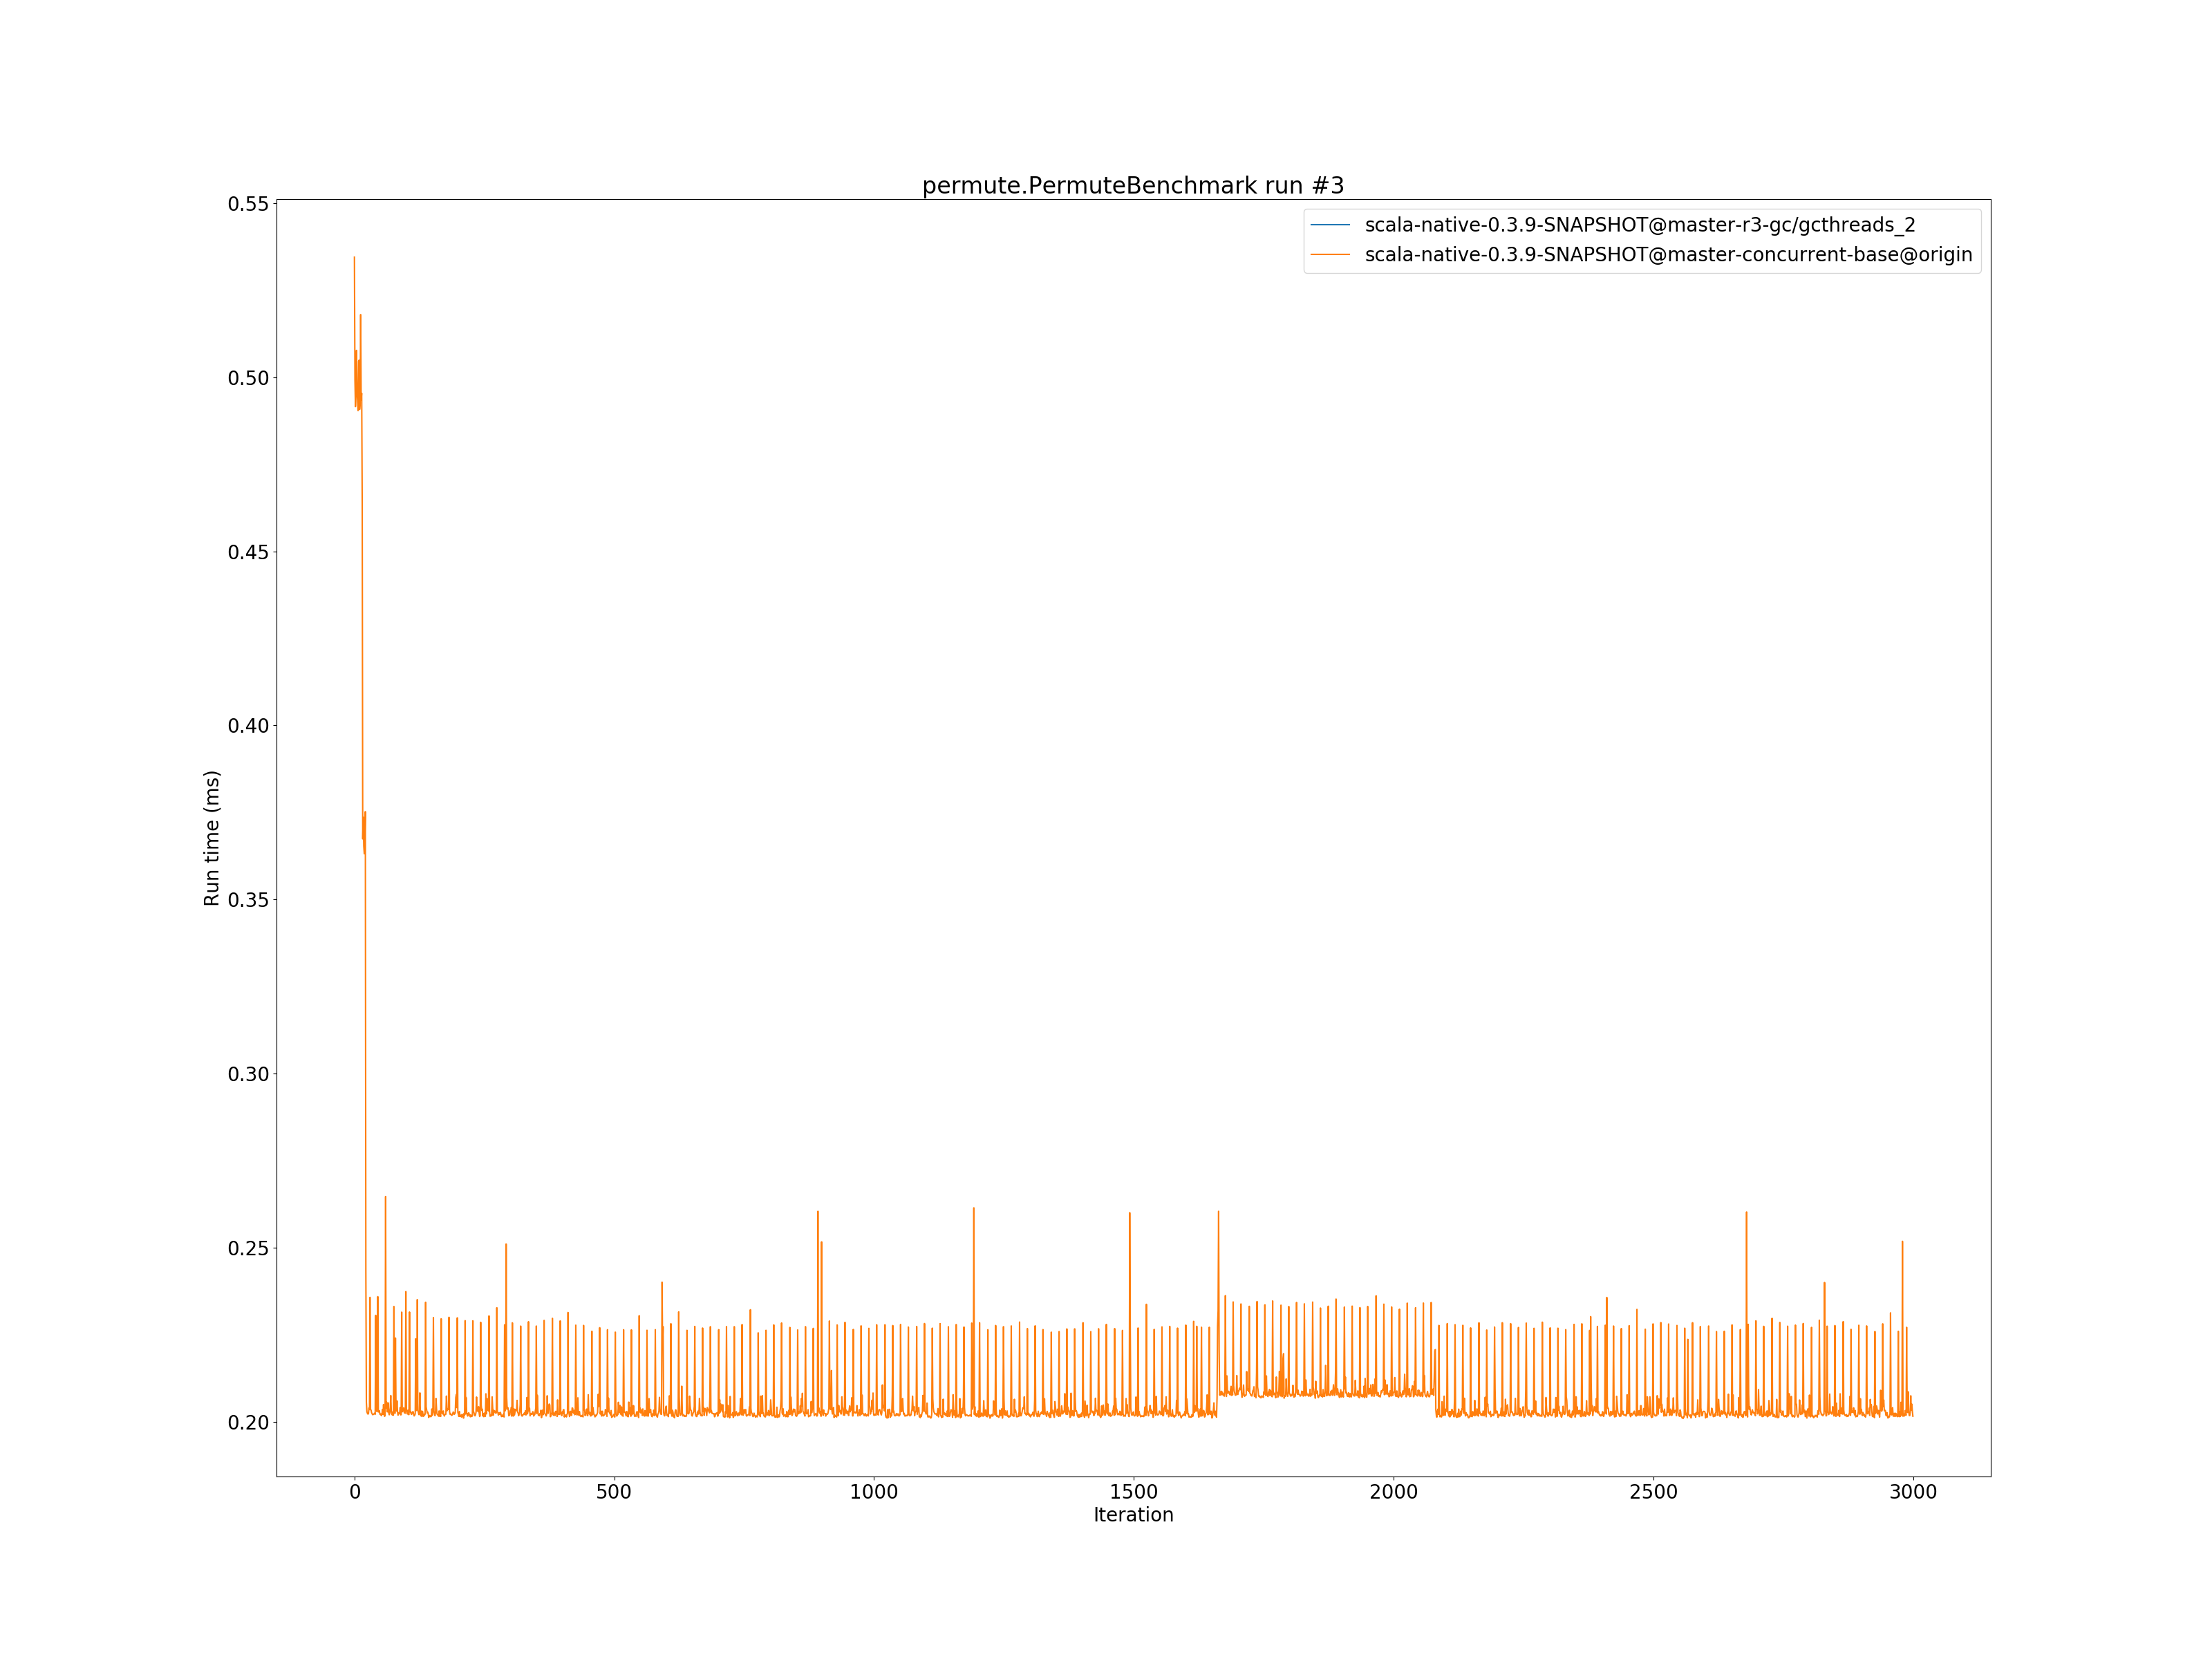 permute.PermuteBenchmark run #3
scala-native-0.3.9-SNAPSHOT@master-r3-gc/gcthreads_2
scala-native-0.3.9-SNAPSHOT@master-concurrent-base@origin
Run time (ms)
0.55
0.50
0.45
0.40
0.35
0.30
0.25
0.20
0 500 1000 1500 2000 2500 3000
Iteration